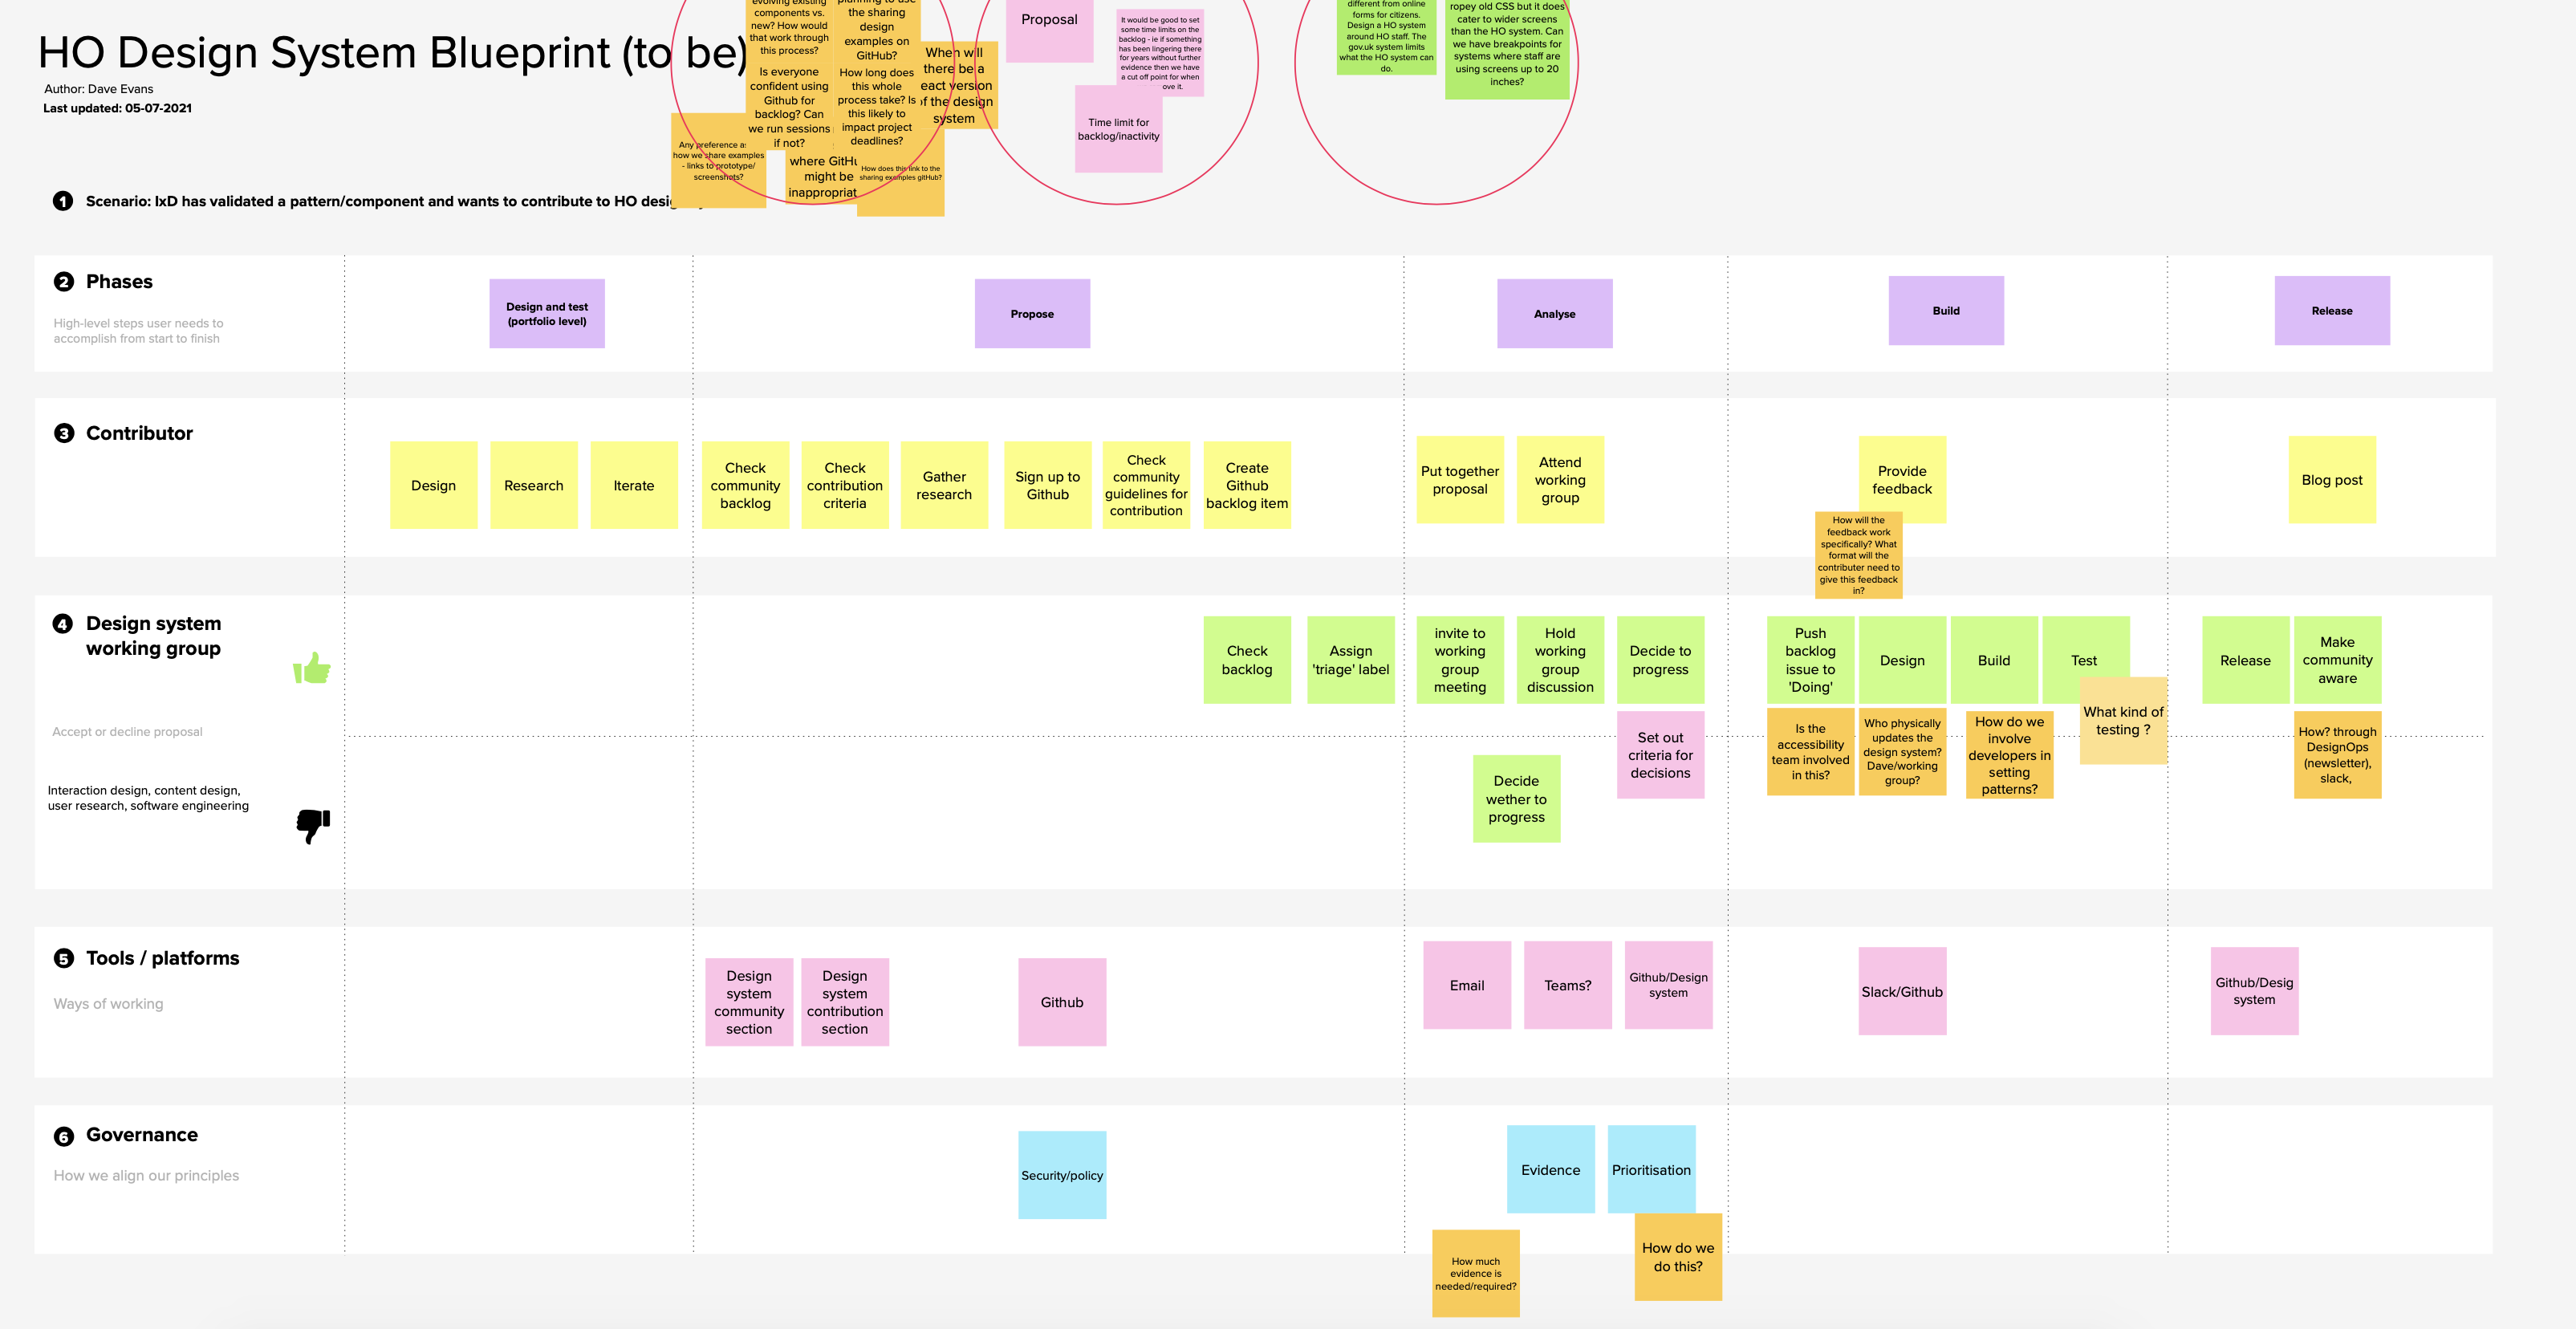 HO Design System Blueprint (to be)
Author: Dave Evans
Last updated: 05-07-2021
evolving existing
components vs.
new? How would
that work through
this process?
planning to use
the sharing
design
examples on
GitHub?
Is everyone
confident using
Github for
backlog? Can
we run sessions
if not?
How long does
this whole
process take? Is
this likely to
impact project
deadlines?
When will
there be a
eact version
of the design
system
Any preference as
how we share examples
- links to prototype/
screenshots?
where GitHu
might be
inappropriat
How does this link to the
sharing examples gitHub?
Proposal
It would be good to set
some time limits on the
backlog - ie if something
has been lingering there
for years without further
evidence then we have
a cut off point for when
ove it.
Time limit for
backlog/inactivity
different from online
forms for citizens.
Design a HO system
around HO staff. The
gov.uk system limits
what the HO system can
do.
ropey old CSS but it does
cater to wider screens
than the HO system. Can
we have breakpoints for
systems where staff are
using screens up to 20
inches?
1 Scenario: IxD has validated a pattern/component and wants to contribute to HO desig
2 Phases
High-level steps user needs to
accomplish from start to finish
Design and test
(portfolio level)
Propose
Analyse
Build
Release
3 Contributor
Design
Research
Iterate
Check
community
backlog
Check
contribution
criteria
Gather
research
Sign up to
Github
Check
community
guidelines for
contribution
Create
Github
backlog item
Put together
proposal
Attend
working
group
Provide
feedback
How will the
feedback work
specifically? What
format will the
contributer need to
give this feedback
in?
Blog post
4 Design system
working group
Accept or decline proposal
Interaction design, content design,
user research, software engineering
Check
backlog
Assign
'triage' label
invite to
working
group
meeting
Hold
working
group
discussion
Decide to
progress
Set out
criteria for
decisions
Decide
wether to
progress
Push
backlog
issue to
'Doing'
Design
Build
Test
What kind of
testing ?
Is the
accessibility
team involved
in this?
Who physically
updates the
design system?
Dave/working
group?
How do we
involve
developers in
setting
patterns?
Release
Make
community
aware
How? through
DesignOps
(newsletter),
slack,
5 Tools / platforms
Ways of working
Design
system
community
section
Design
system
contribution
section
Github
Email
Teams?
Github/Design
system
Slack/Github
Github/Desig
system
6 Governance
How we align our principles
Security/policy
Evidence
Prioritisation
How much
evidence is
needed/required?
How do we
do this?